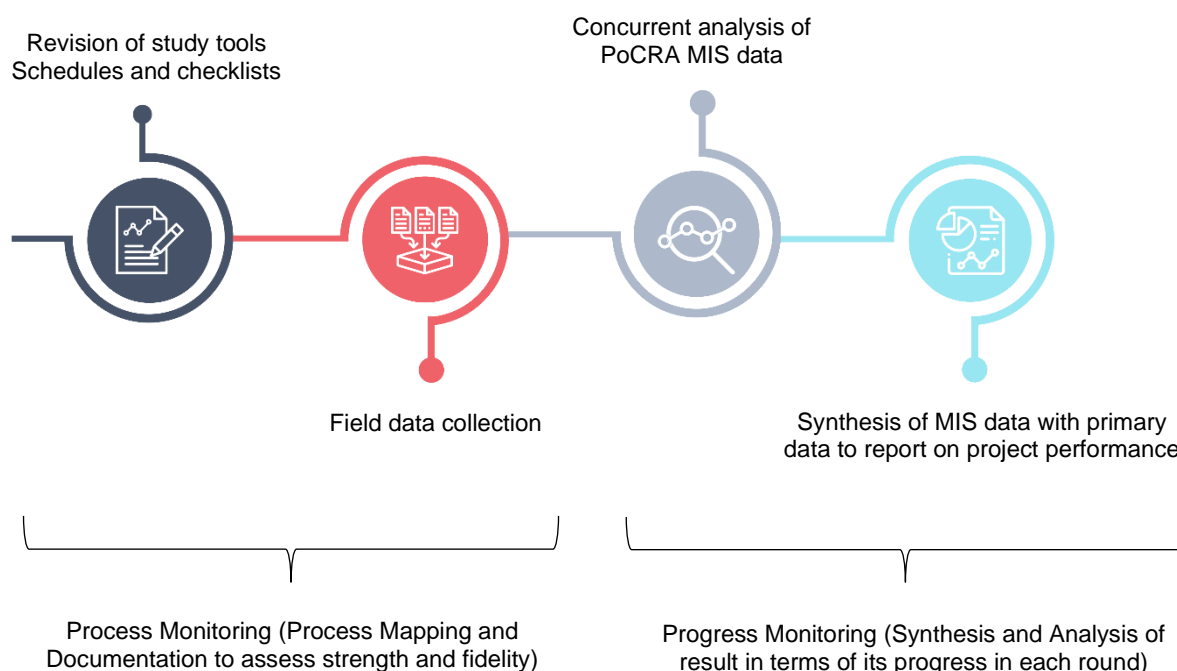 Revision of study tools
Schedules and checklists
Concurrent analysis of
PoCRA MIS data
Field data collection
Synthesis of MIS data with primary
data to report on project performance
Process Monitoring (Process Mapping and
Documentation to assess strength and fidelity)
Progress Monitoring (Synthesis and Analysis of
result in terms of its progress in each round)